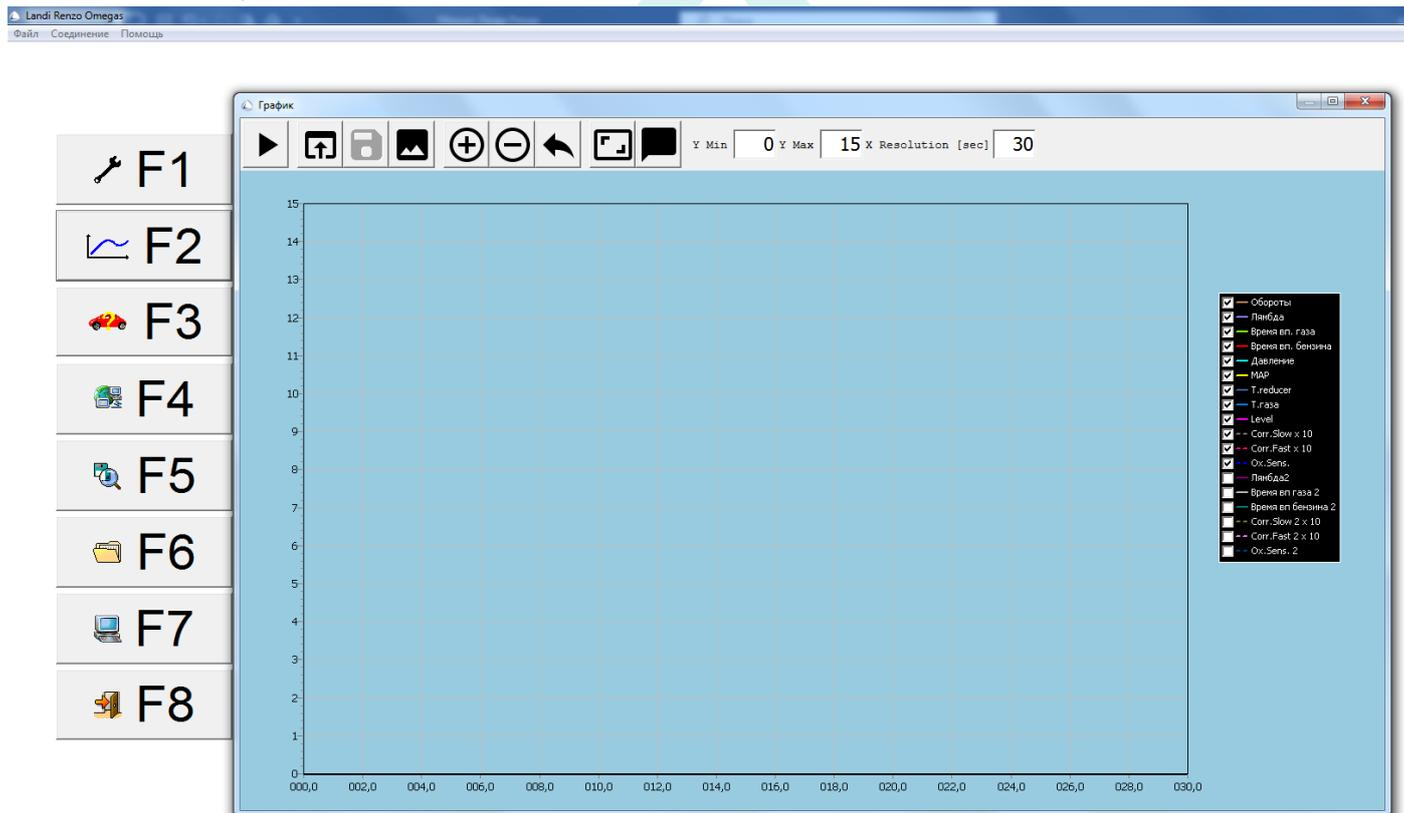 Landi Renzo Omegas
Файл Соединение Помощь
График
Y Min 0 Y Max 15 X Resolution [sec] 30
F1
F2
F3
F4
F5
F6
F7
F8
15
14
13
12
11
10
9
8
7
6
5
4
3
2
1
0
000,0 002,0 004,0 006,0 008,0 010,0 012,0 014,0 016,0 018,0 020,0 022,0 024,0 026,0 028,0 030,0
Обороты
Лямбда
Время вп. газа
Время вп. бензина
Давление
MAP
T.reducer
Т.газа
Level
Corr.Slow x 10
Corr.Fast x 10
Ox.Sens.
Лямбда2
Время вп газа 2
Время вп бензина 2
Corr.Slow 2 x 10
Corr.Fast 2 x 10
Ox.Sens. 2